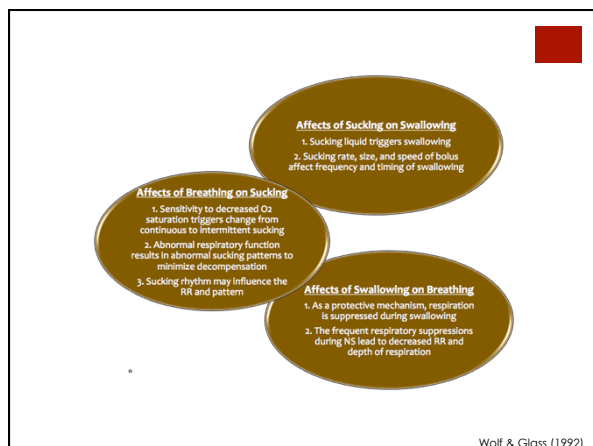 Affects of Sucking on Swallowing
1. Sucking liquid triggers swallowing
2. Sucking rate, size, and speed of bolus
affect frequency and timing of swallowing
Affects of Breathing on Sucking
1. Sensitivity to decreased O2
saturation triggers change from
continuous to intermittent sucking
2. Abnormal respiratory function
results in abnormal sucking patterns to
minimize decompensation
3. Sucking rhythm may influence the
RR and pattern
Affects of Swallowing on Breathing
1. As a protective mechanism, respiration
is suppressed during swallowing
2. The frequent respiratory suppressions
during NS lead to decreased RR and
depth of respiration
Wolf & Glass (1992)